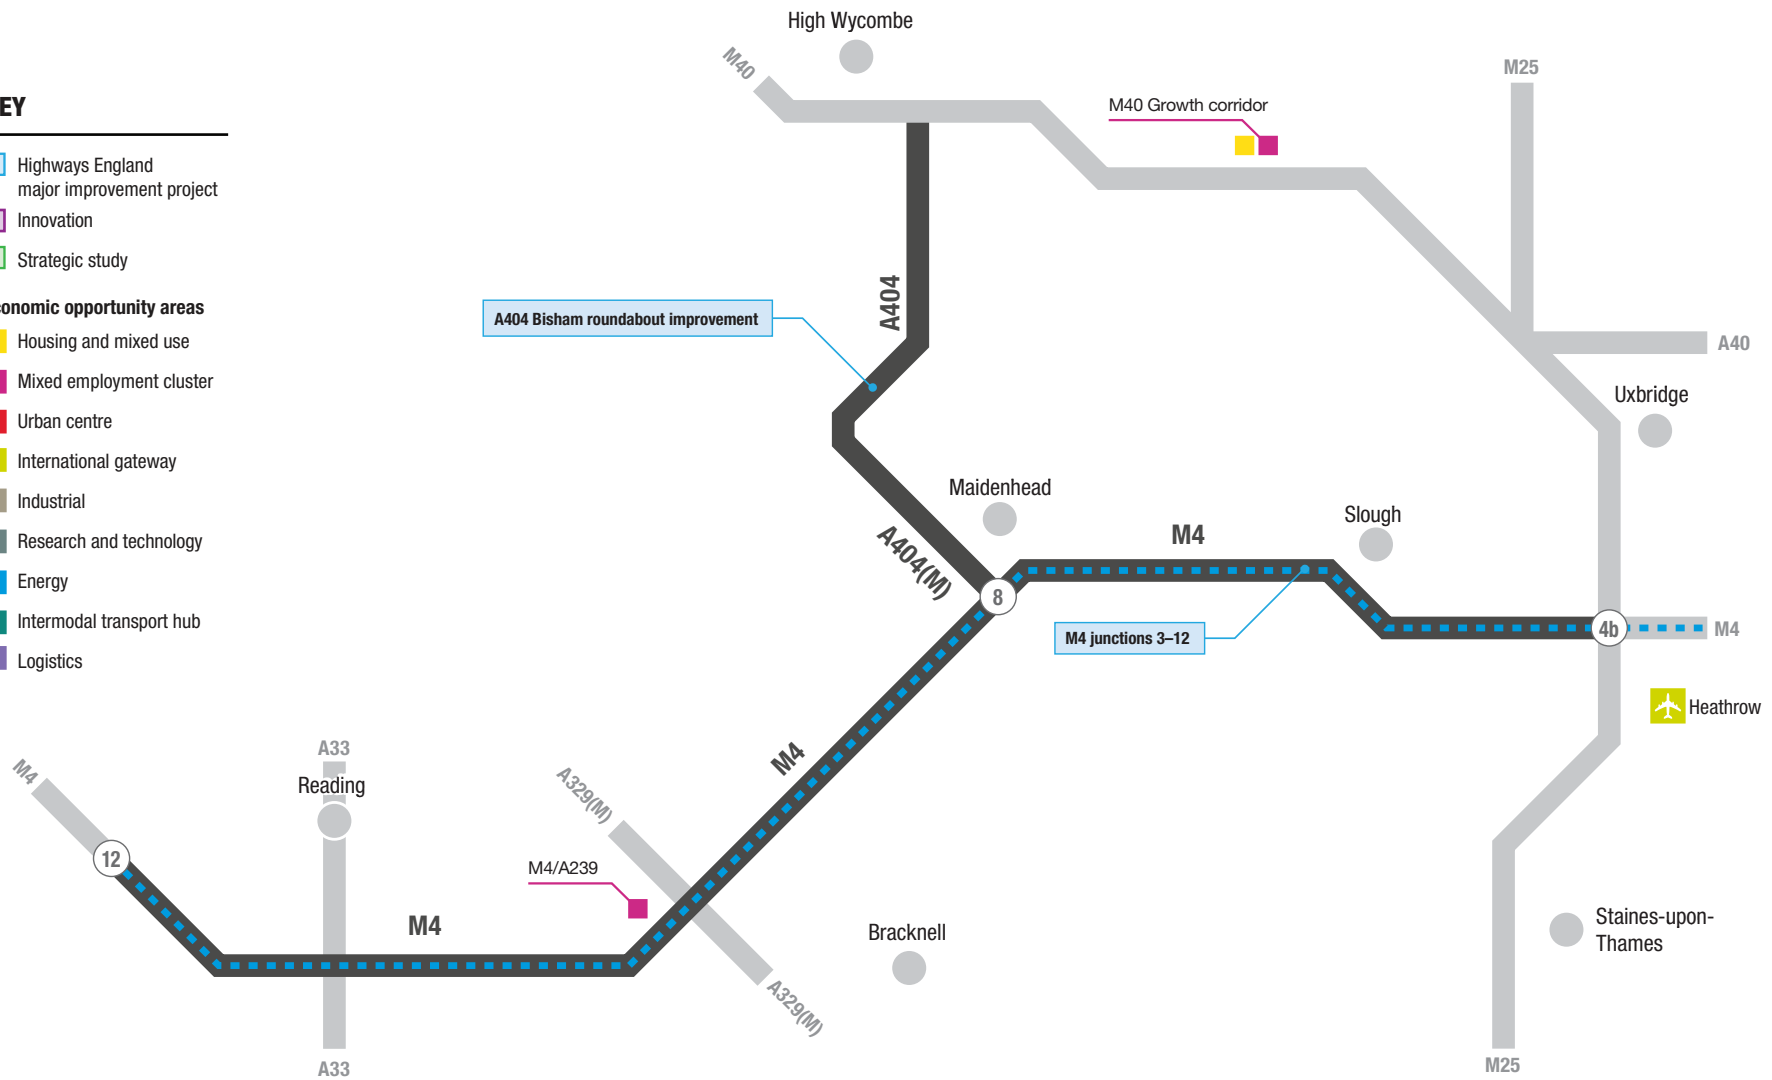 EY
Highways England
major improvement project
Innovation
Strategic study
onomic opportunity areas
Housing and mixed use
Mixed employment cluster
Urban centre
International gateway
Industrial
Research and technology
Energy
Intermodal transport hub
Logistics
High Wycombe
M40
M25
M40 Growth corridor
A404
A404 Bisham roundabout improvement
A40
Uxbridge
Maidenhead
Slough
M4
A404(M)
8
M4 junctions 3–12
4b
M4
Heathrow
M4
A33
M4
Reading
A329(M)
12
M4/A239
M4
Bracknell
Staines-upon-
Thames
A329(M)
A33
M25